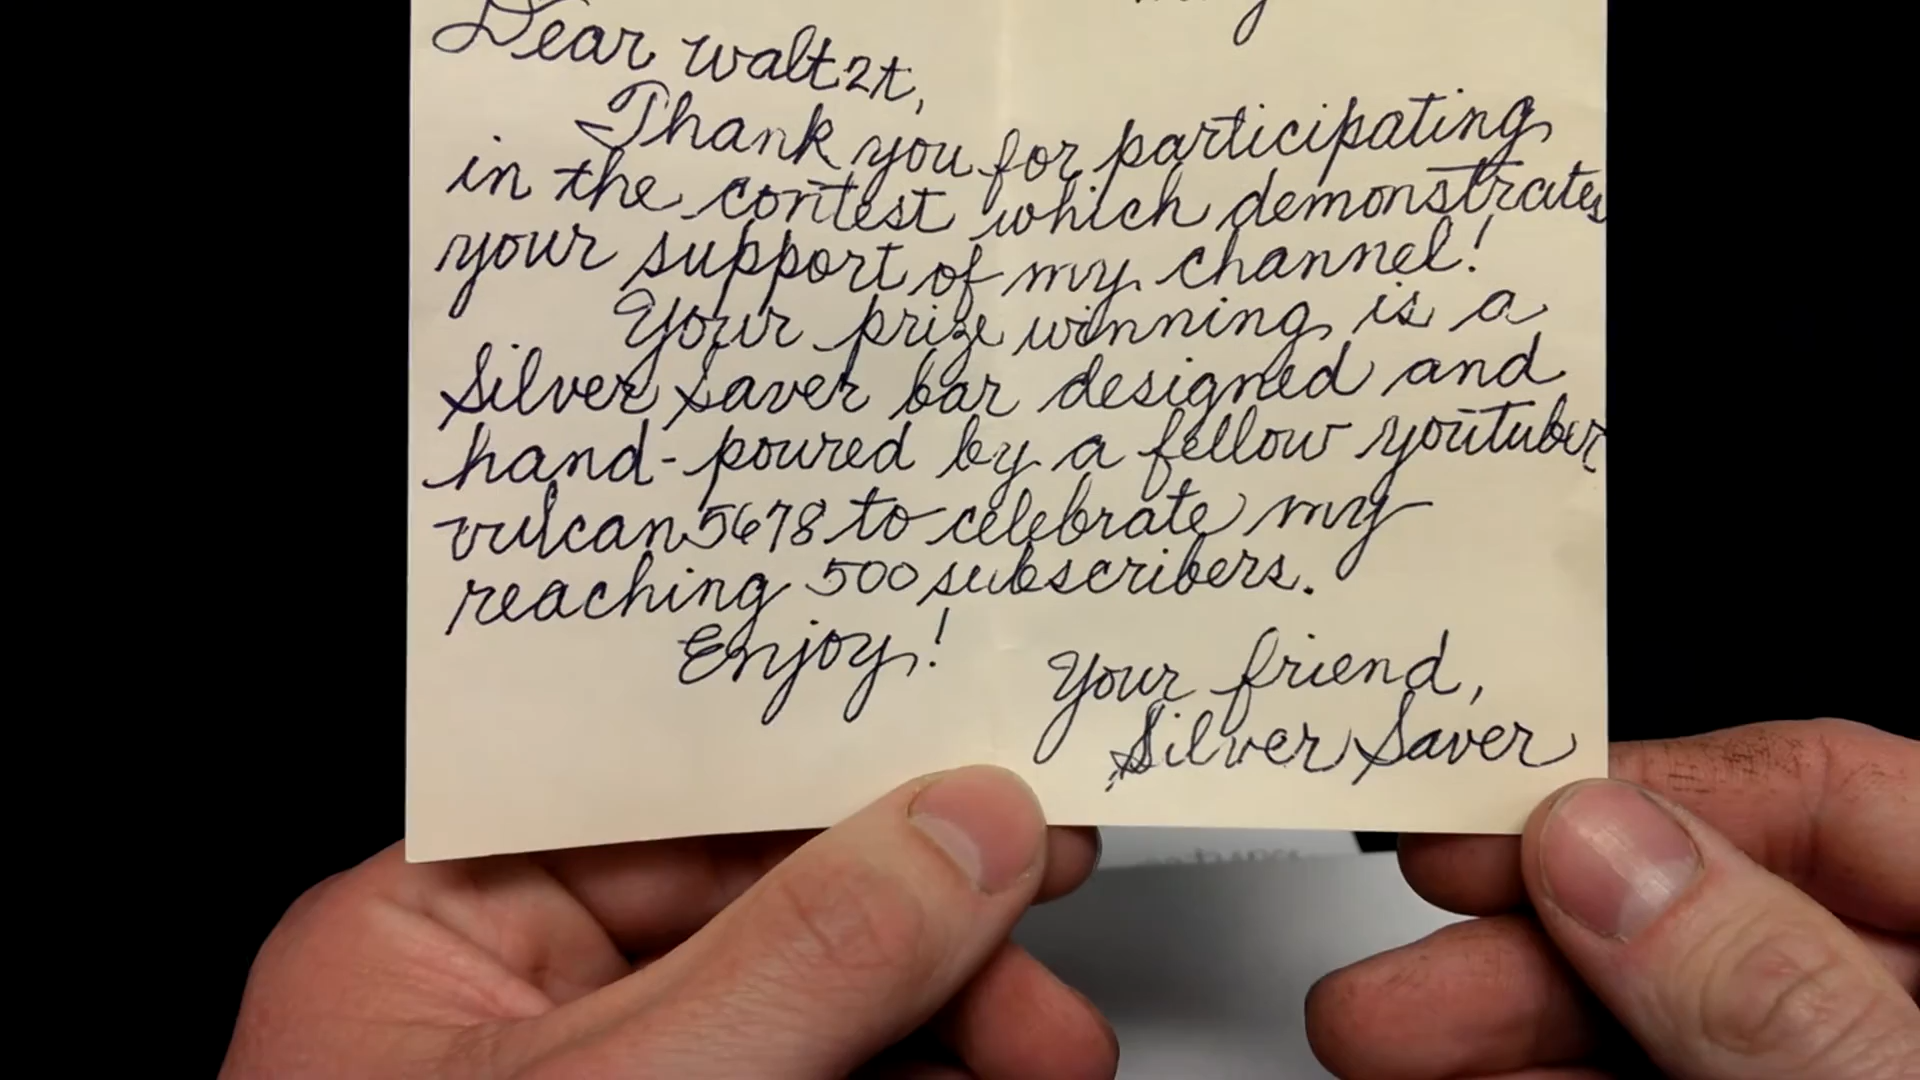 Dear waltzt,
Thank you for participating
in the contest which demonstrates
your support of my channel!
Your prize winning is a
Silver Saver bar designed and
hand-poured by a fellow youtuber
vulcan5678 to celebrate my
reaching 500 subscribers.
Enjoy!
Your friend,
Silver Saver